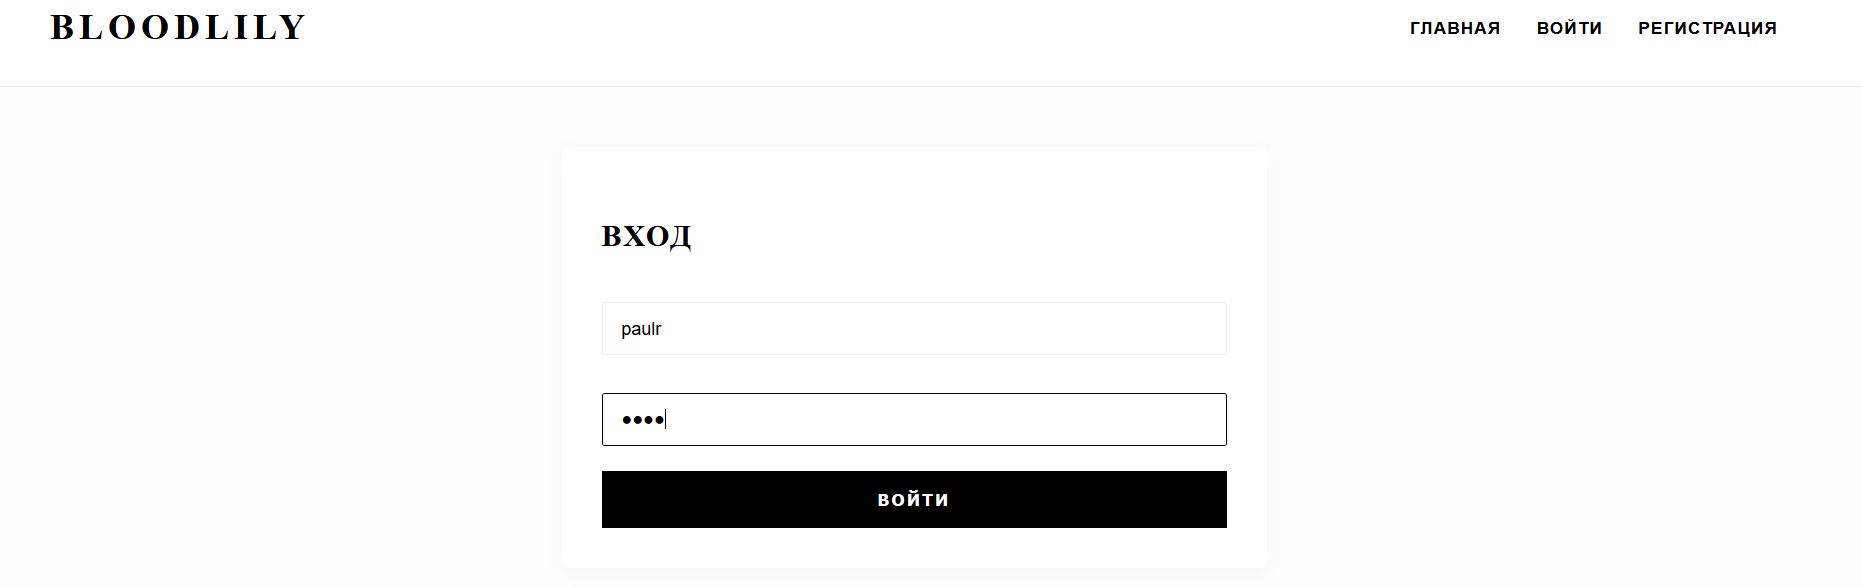 BLOODLILY
ГЛАВНАЯ ВОЙТИ РЕГИСТРАЦИЯ
ВХОД
paulr
••••
ВОЙТИ